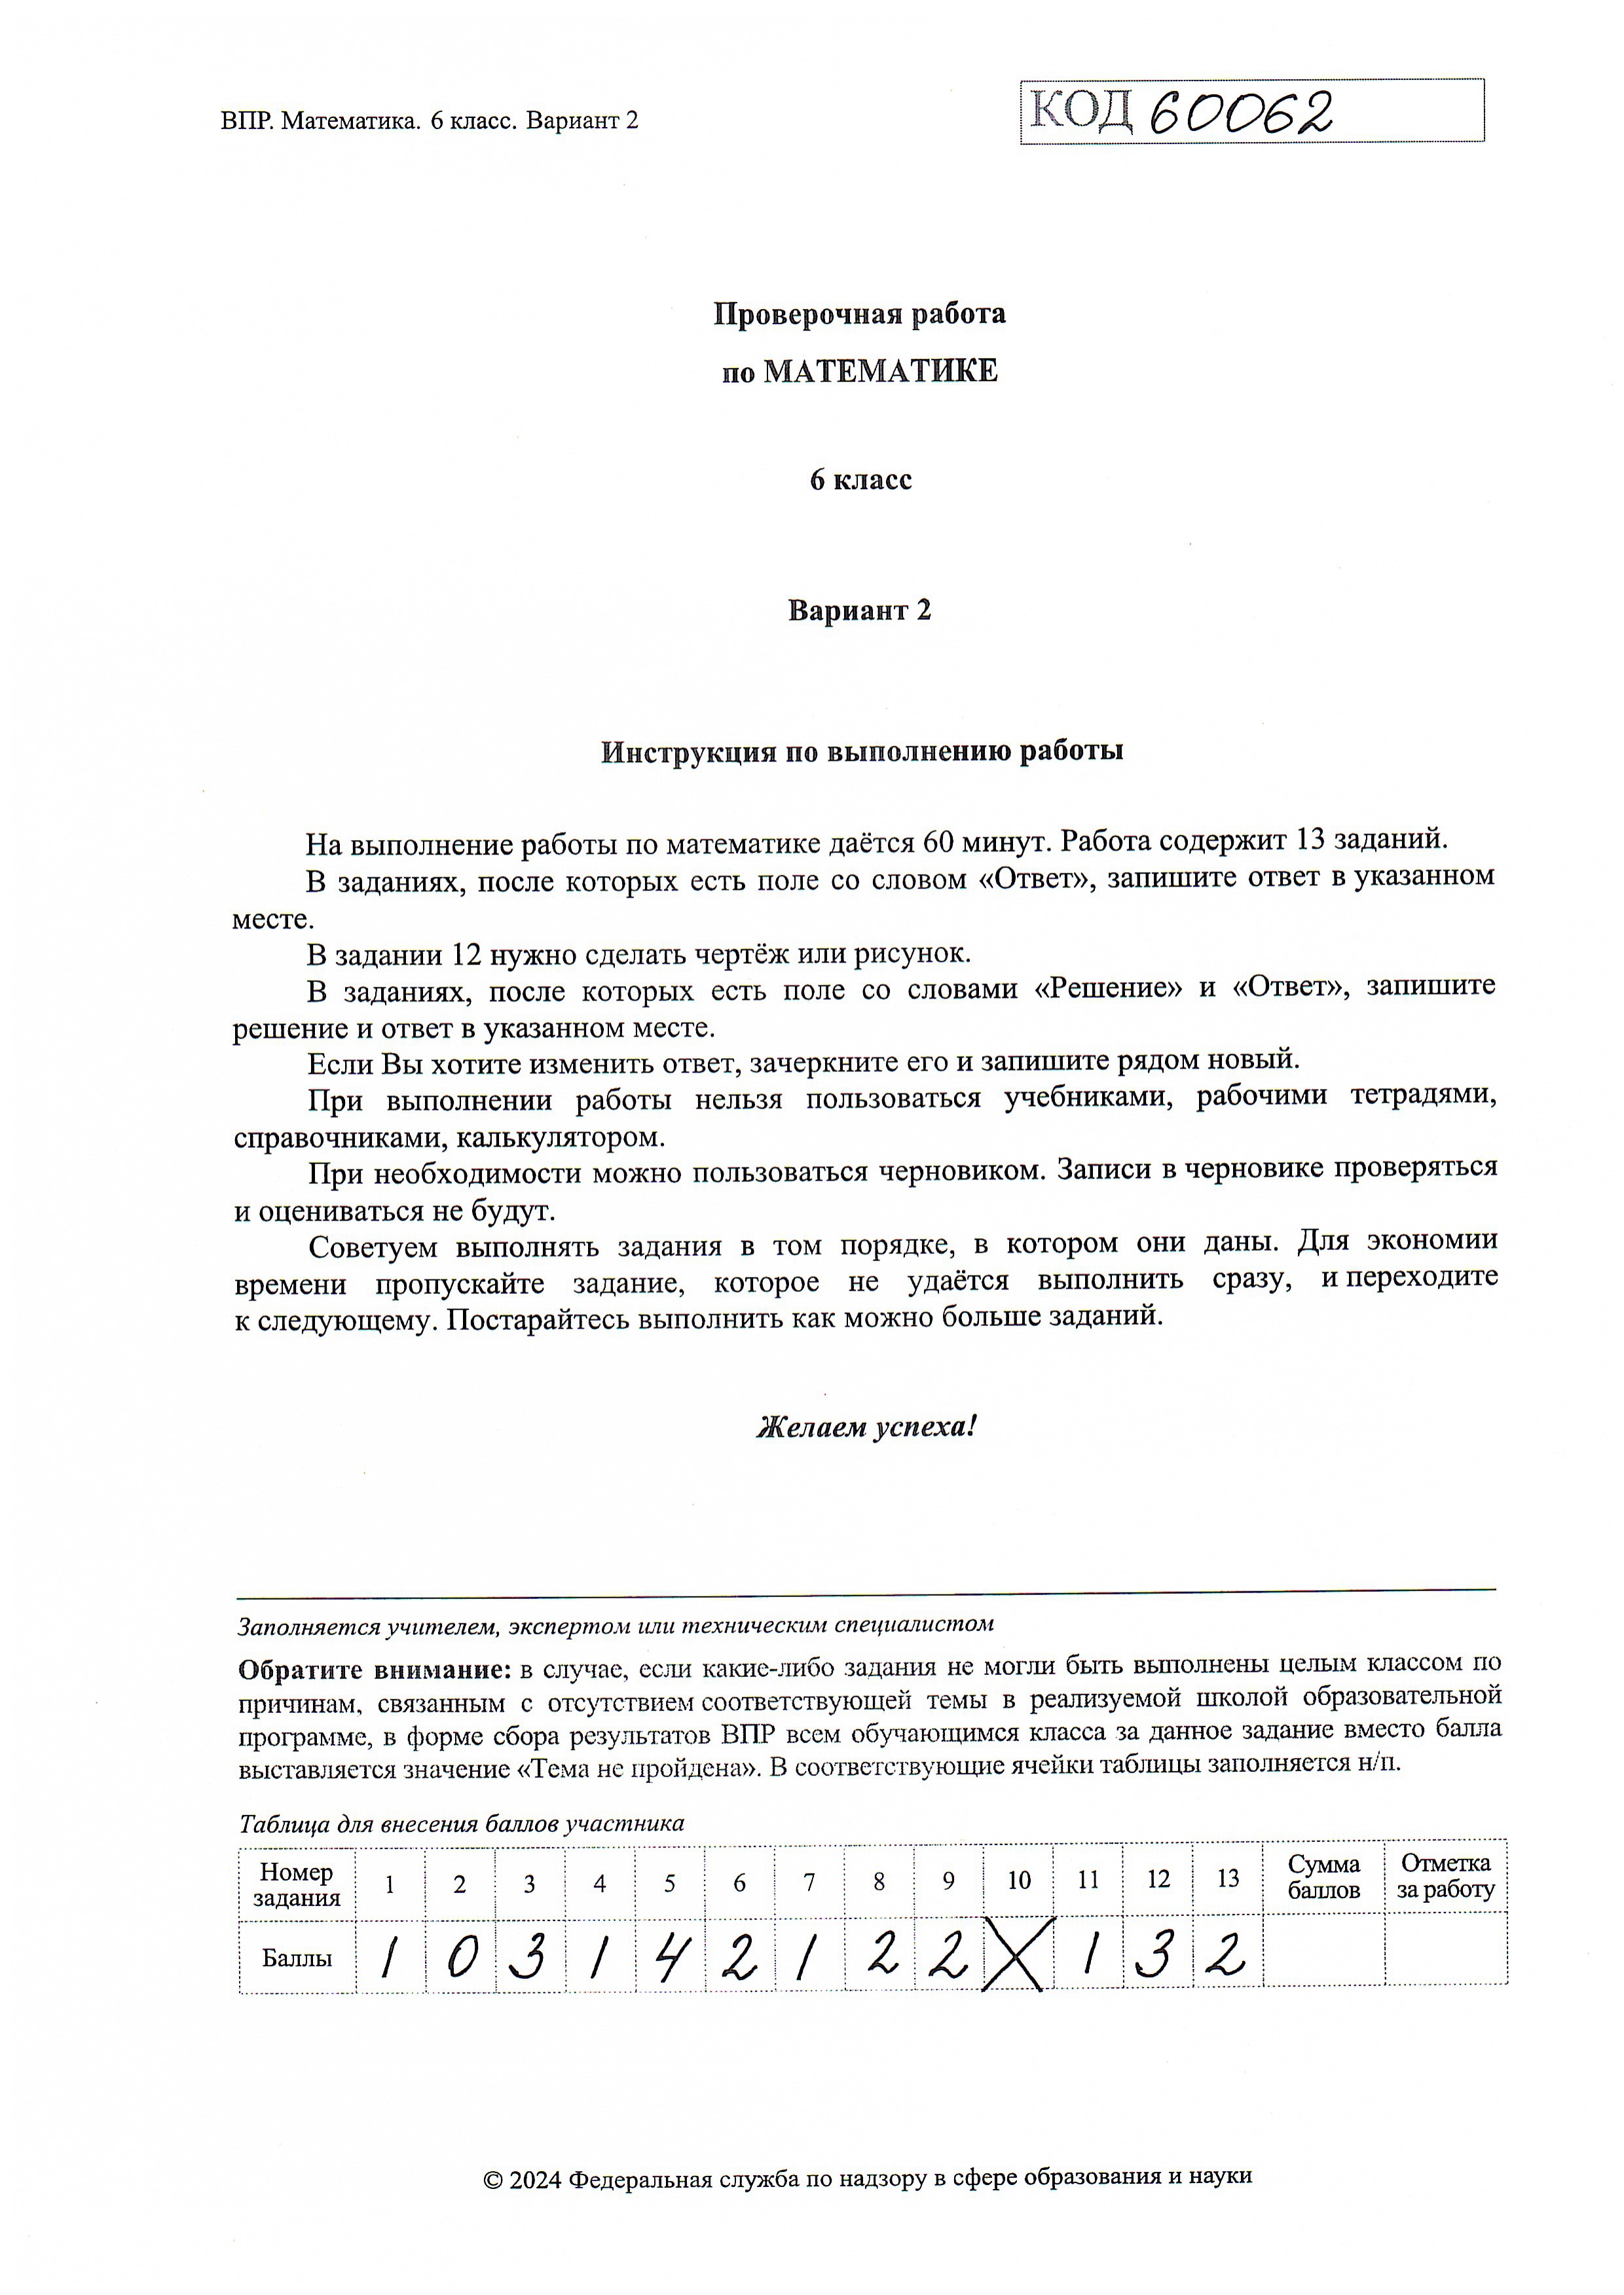 ВПР. Математика. 6 класс. Вариант 2
КОД 60062
Проверочная работа
по МАТЕМАТИКЕ
6 класс
Вариант 2
Инструкция по выполнению работы
На выполнение работы по математике даётся 60 минут. Работа содержит 13 заданий.
В заданиях, после которых есть поле со словом «Ответ», запишите ответ в указанном
месте.
В задании 12 нужно сделать чертёж или рисунок.
В заданиях, после которых есть поле со словами «Решение» и «Ответ», запишите
решение и ответ в указанном месте.
Если Вы хотите изменить ответ, зачеркните его и запишите рядом новый.
При выполнении работы нельзя пользоваться учебниками, рабочими тетрадями,
справочниками, калькулятором.
При необходимости можно пользоваться черновиком. Записи в черновике проверяться
и оцениваться не будут.
Советуем выполнять задания в том порядке, в котором они даны. Для экономии
времени пропускайте задание, которое не удаётся выполнить сразу, и переходите
к следующему. Постарайтесь выполнить как можно больше заданий.
Желаем успеха!
Заполняется учителем, экспертом или техническим специалистом
Обратите внимание: в случае, если какие-либо задания не могли быть выполнены целым классом по
причинам, связанным с отсутствием соответствующей темы в реализуемой школой образовательной
программе, в форме сбора результатов ВПР всем обучающимся класса за данное задание вместо балла
выставляется значение «Тема не пройдена». В соответствующие ячейки таблицы заполняется н/п.
Таблица для внесения баллов участника
Номер задания 1 2 3 4 5 6 7 8 9 10 11 12 13 Сумма баллов Отметка за работу
Баллы 1 0 3 1 4 2 1 2 2 X 1 3 2
© 2024 Федеральная служба по надзору в сфере образования и науки